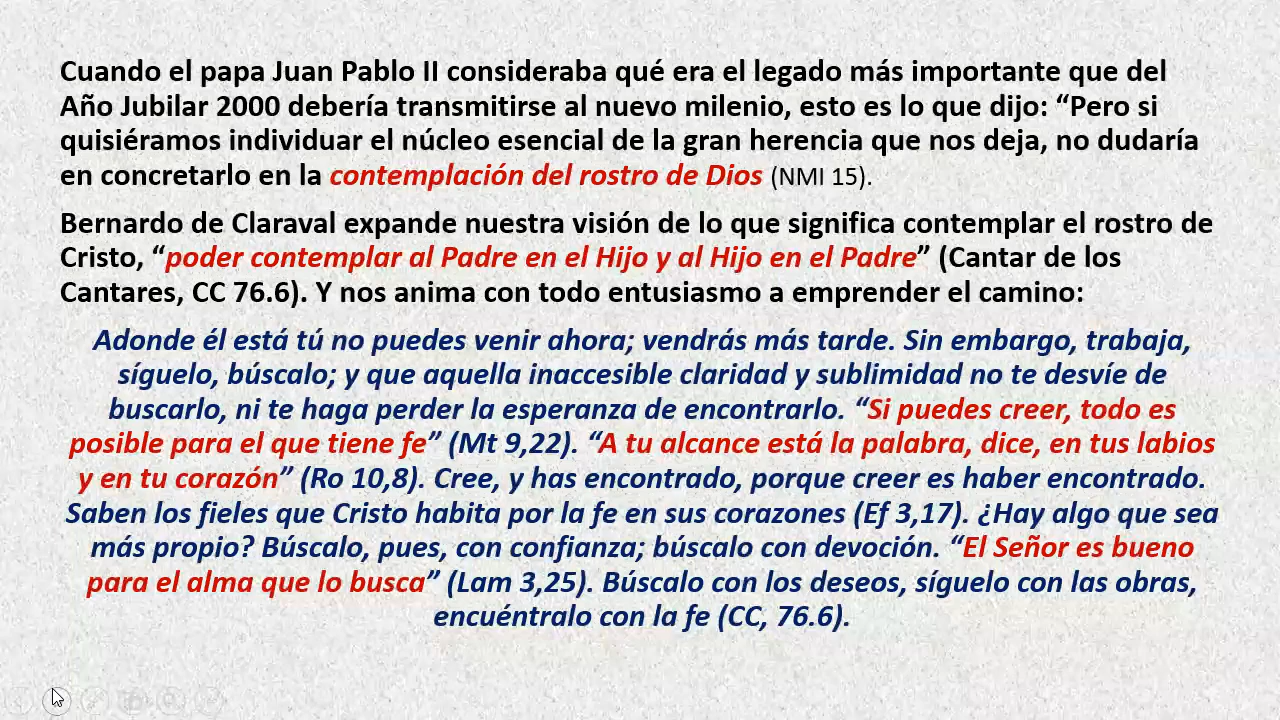 Cuando el papa Juan Pablo II consideraba qué era el legado más importante que del
Año Jubilar 2000 debería transmitirse al nuevo milenio, esto es lo que dijo: “Pero si
quisiéramos individuar el núcleo esencial de la gran herencia que nos deja, no dudaría
en concretarlo en la contemplación del rostro de Dios (NMI 15).
Bernardo de Claraval expande nuestra visión de lo que significa contemplar el rostro de
Cristo, “poder contemplar al Padre en el Hijo y al Hijo en el Padre” (Cantar de los
Cantares, CC 76.6). Y nos anima con todo entusiasmo a emprender el camino:
Adonde él está tú no puedes venir ahora; vendrás más tarde. Sin embargo, trabaja,
síguelo, búscalo; y que aquella inaccesible claridad y sublimidad no te desvíe de
buscarlo, ni te haga perder la esperanza de encontrarlo. “Si puedes creer, todo es
posible para el que tiene fe” (Mt 9,22). “A tu alcance está la palabra, dice, en tus labios
y en tu corazón” (Ro 10,8). Cree, y has encontrado, porque creer es haber encontrado.
Saben los fieles que Cristo habita por la fe en sus corazones (Ef 3,17). ¿Hay algo que sea
más propio? Búscalo, pues, con confianza; búscalo con devoción. “El Señor es bueno
para el alma que lo busca” (Lam 3,25). Búscalo con los deseos, síguelo con las obras,
encuéntralo con la fe (CC, 76.6).